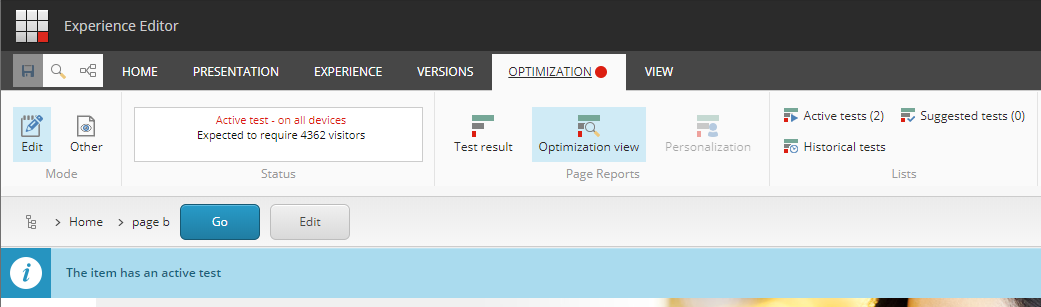 Experience Editor
HOME PRESENTATION EXPERIENCE VERSIONS OPTIMIZATION VIEW
Active test - on all devices
Expected to require 4362 visitors
Edit Other
Mode
Status
Test result Optimization view Personalization
Page Reports
Active tests (2) Suggested tests (0)
Historical tests
Lists
Home page b Go Edit
The item has an active test